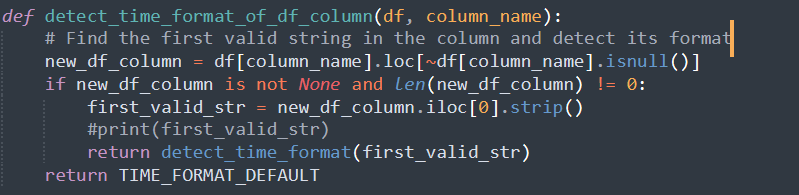 def detect_time_format_of_df_column(df, column_name):
    # Find the first valid string in the column and detect its format
    new_df_column = df[column_name].loc[~df[column_name].isnull()]
    if new_df_column is not None and len(new_df_column) != 0:
        first_valid_str = new_df_column.iloc[0].strip()
        #print(first_valid_str)
        return detect_time_format(first_valid_str)
    return TIME_FORMAT_DEFAULT